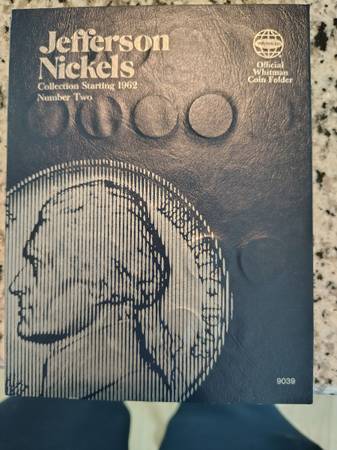 Jefferson
Nickels
Collection Starting 1962
Number Two
Official
Whitman
Coin Folder
9039